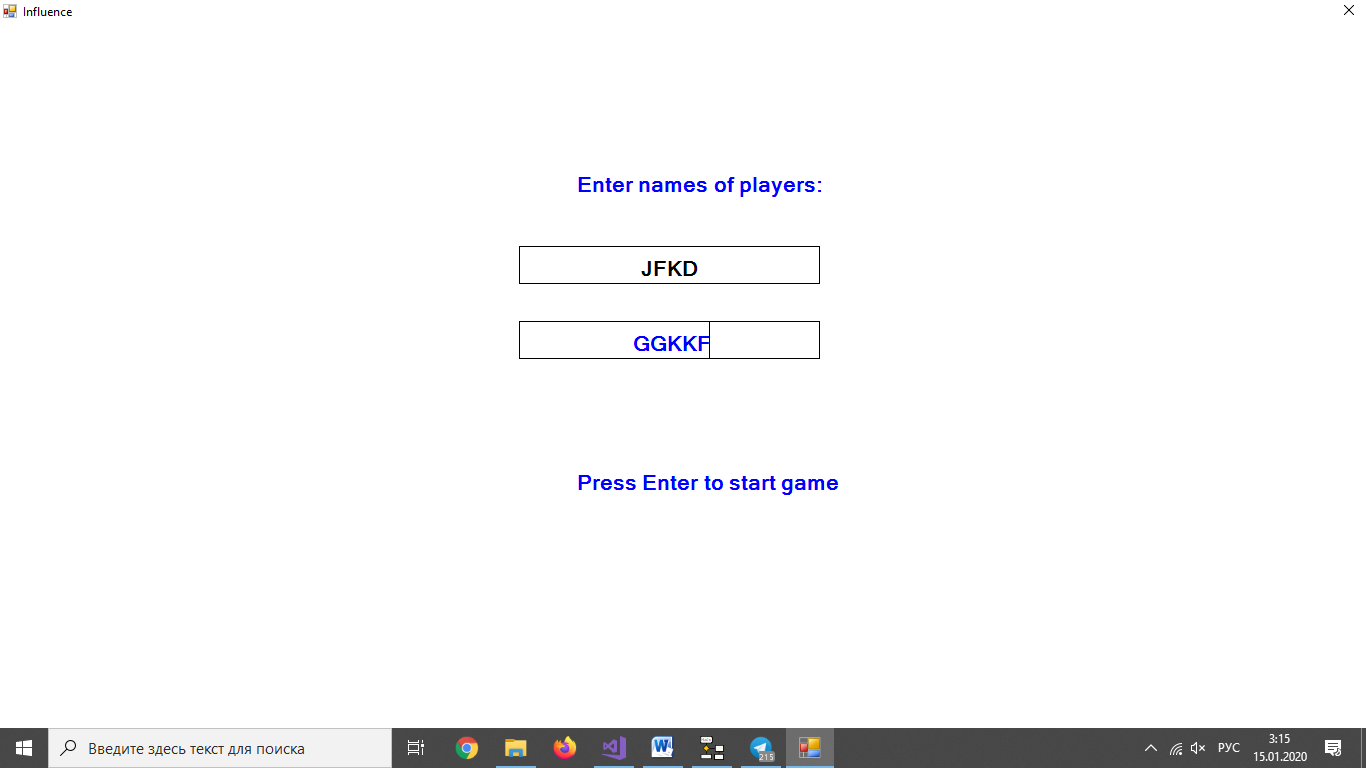 Influence
Enter names of players:
JFKD
GGKKF
Press Enter to start game
Введите здесь текст для поиска
215
РУС
3:15
15.01.2020